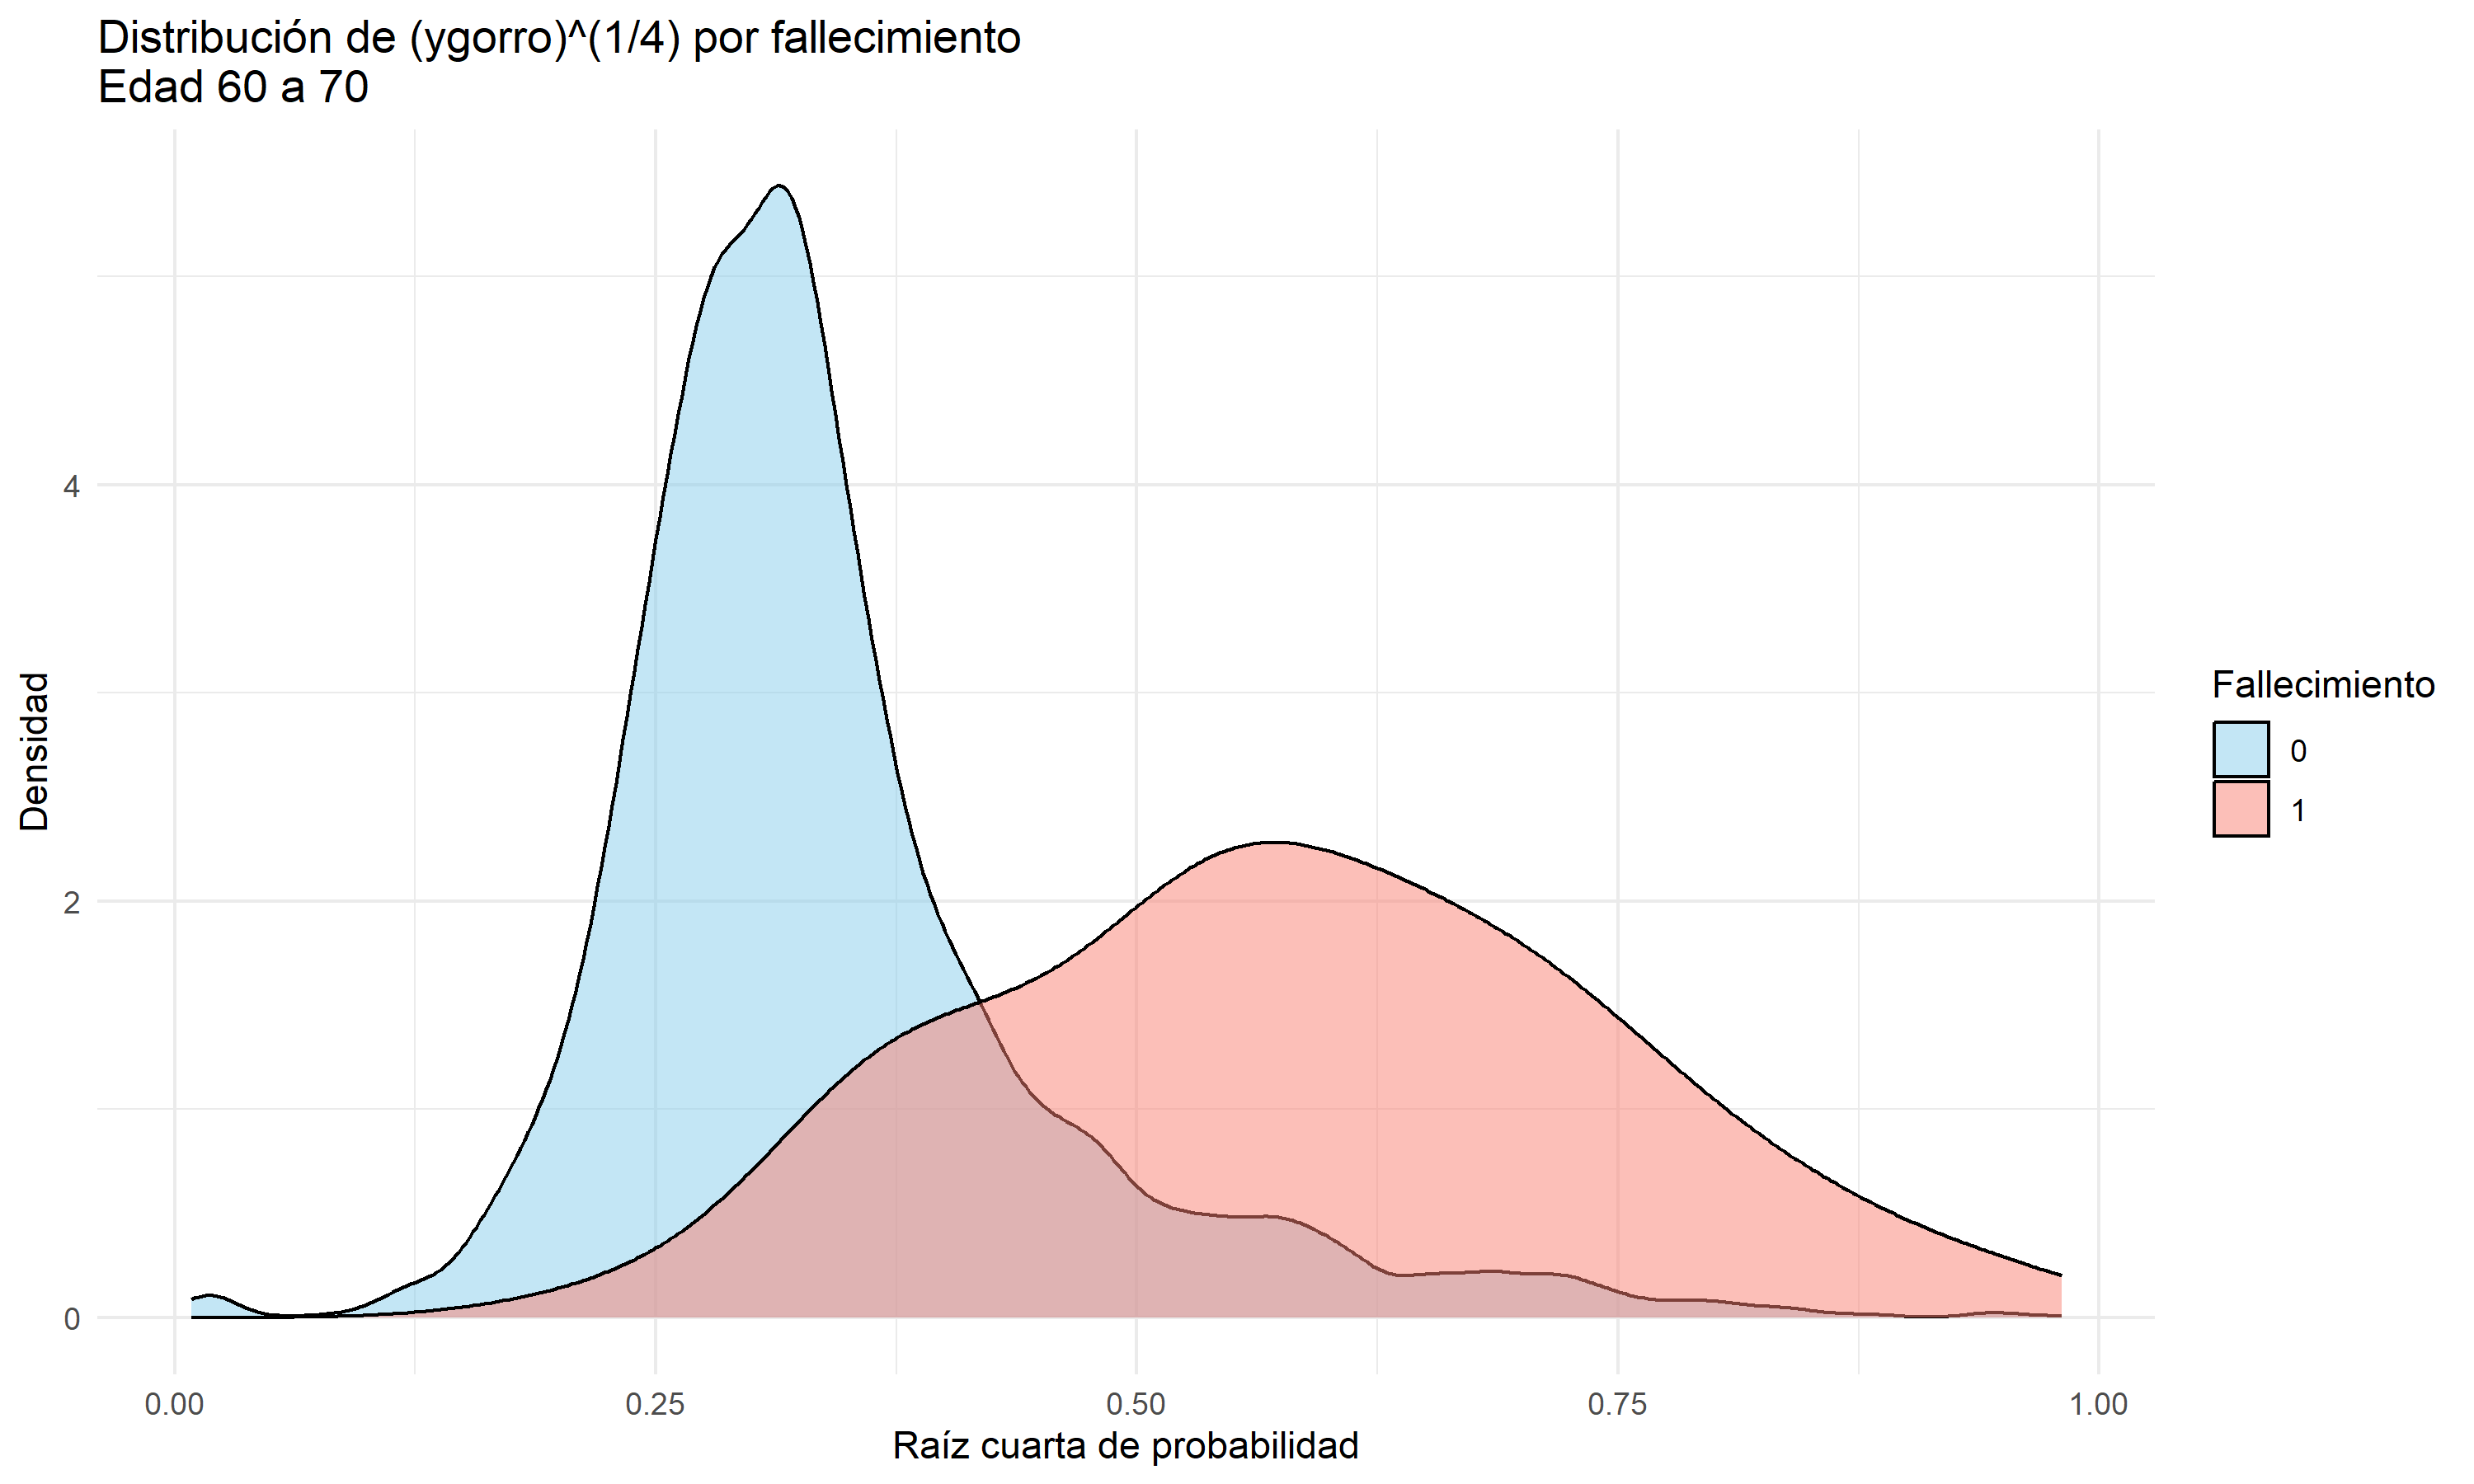 Distribución de (ygorro)^(1/4) por fallecimiento
Edad 60 a 70
Densidad
4
2
0
0.00
0.25
0.50
0.75
1.00
Raíz cuarta de probabilidad
Fallecimiento
0
1